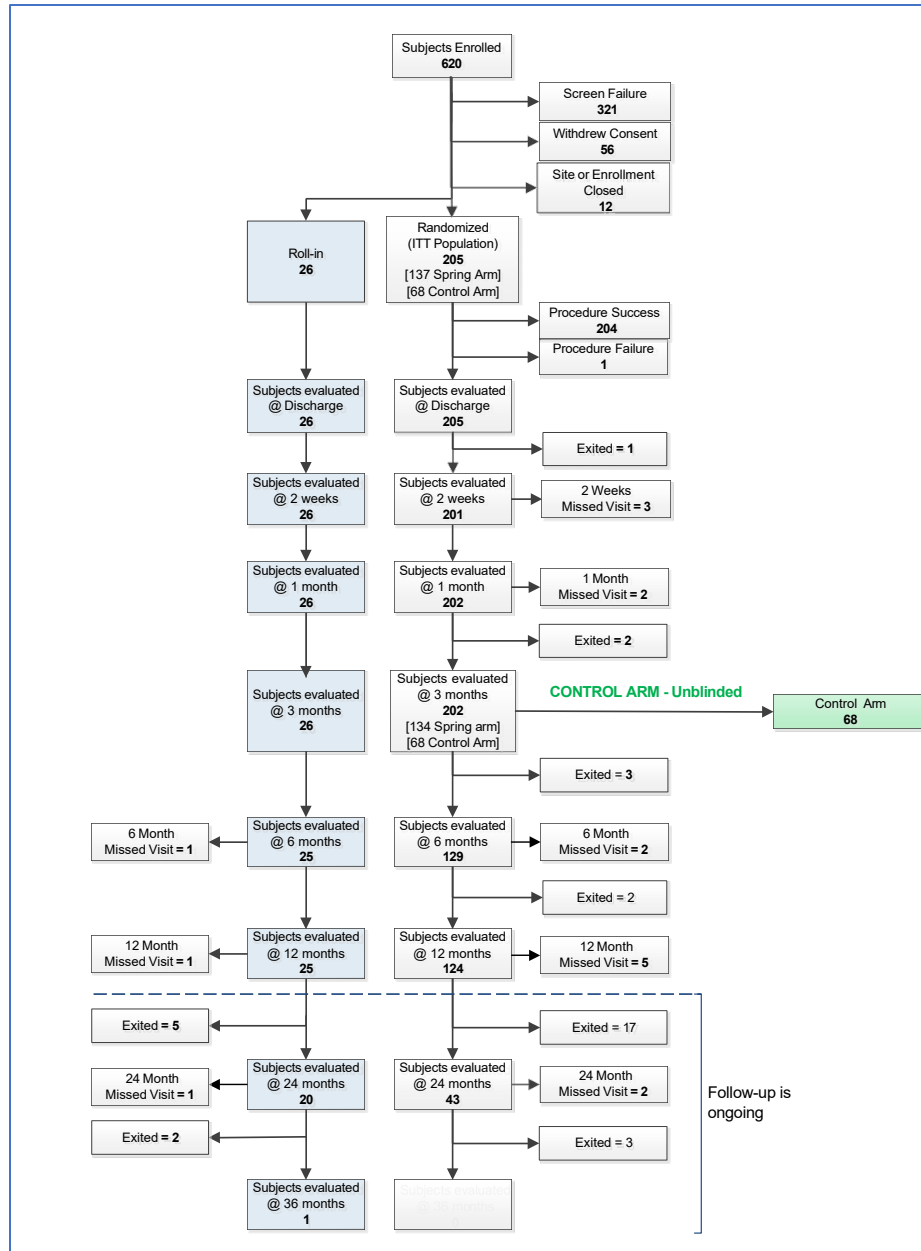 Subjects Enrolled
620
Screen Failure
321
Withdrew Consent
56
Site or Enrollment
Closed
12
Roll-in
26
Randomized
(ITT Population)
205
[137 Spring Arm]
[68 Control Arm]
Procedure Success
204
Procedure Failure
1
Subjects evaluated
@ Discharge
26
Subjects evaluated
@ Discharge
205
Exited = 1
Subjects evaluated
@ 2 weeks
26
Subjects evaluated
@ 2 weeks
201
2 Weeks
Missed Visit = 3
Subjects evaluated
@ 1 month
26
Subjects evaluated
@ 1 month
202
1 Month
Missed Visit = 2
Exited = 2
Subjects evaluated
@ 3 months
26
Subjects evaluated
@ 3 months
202
[134 Spring arm]
[68 Control Arm]
CONTROL ARM - Unblinded
Control Arm
68
Exited = 3
6 Month
Missed Visit = 1
Subjects evaluated
@ 6 months
25
Subjects evaluated
@ 6 months
129
6 Month
Missed Visit = 2
Exited = 2
12 Month
Missed Visit = 1
Subjects evaluated
@ 12 months
25
Subjects evaluated
@ 12 months
124
12 Month
Missed Visit = 5
Exited = 5
Exited = 17
24 Month
Missed Visit = 1
Subjects evaluated
@ 24 months
20
Subjects evaluated
@ 24 months
43
24 Month
Missed Visit = 2
Follow-up is
ongoing
Exited = 2
Exited = 3
Subjects evaluated
@ 36 months
1
Subjects evaluated
@ 36 months